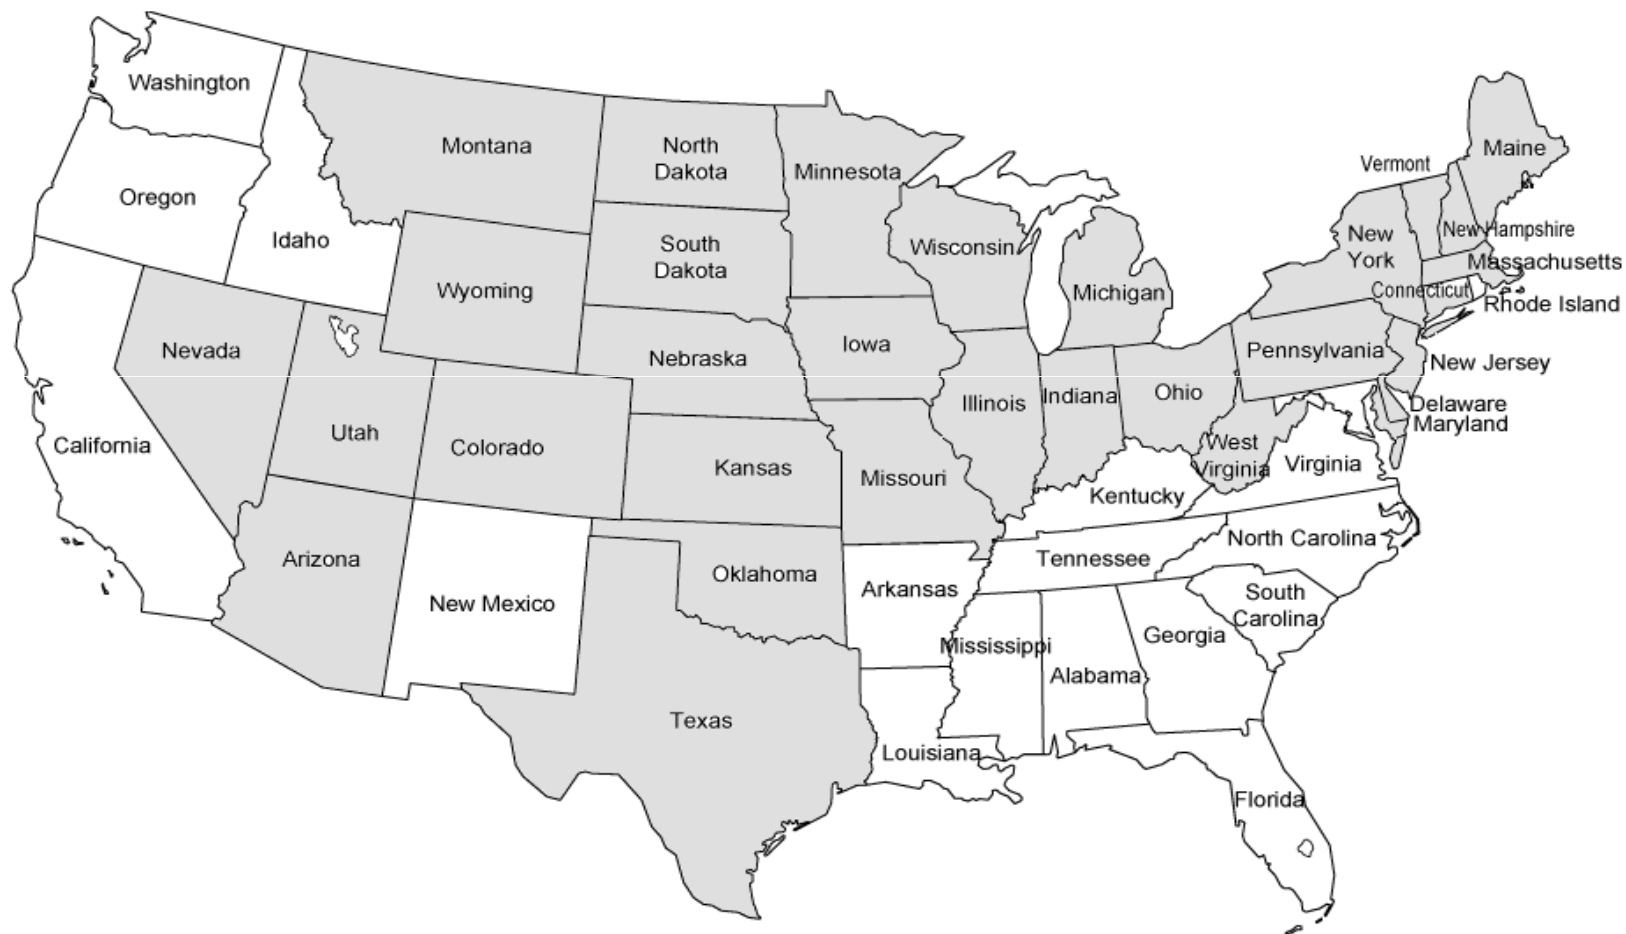 Washington
Montana
North
Dakota
Minnesota
Vermont
Maine
Oregon
Idaho
South
Dakota
Wisconsin
New
York
New Hampshire
Massachusetts
Wyoming
Michigan
Connecticut
Rhode Island
Nevada
Nebraska
Iowa
Pennsylvania
New Jersey
Illinois
Indiana
Ohio
Delaware
Maryland
California
Utah
Colorado
Kansas
Missouri
West
Virginia
Virginia
Kentucky
Arizona
New Mexico
Oklahoma
Arkansas
Tennessee
North Carolina
South
Carolina
Mississippi
Alabama
Georgia
Texas
Louisiana
Florida